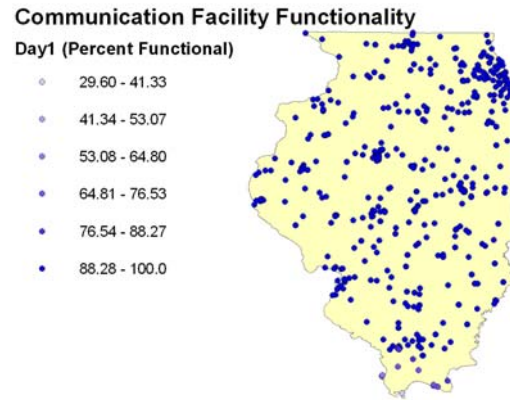 Communication Facility Functionality
Day1 (Percent Functional)
29.60 - 41.33
41.34 - 53.07
53.08 - 64.80
64.81 - 76.53
76.54 - 88.27
88.28 - 100.0